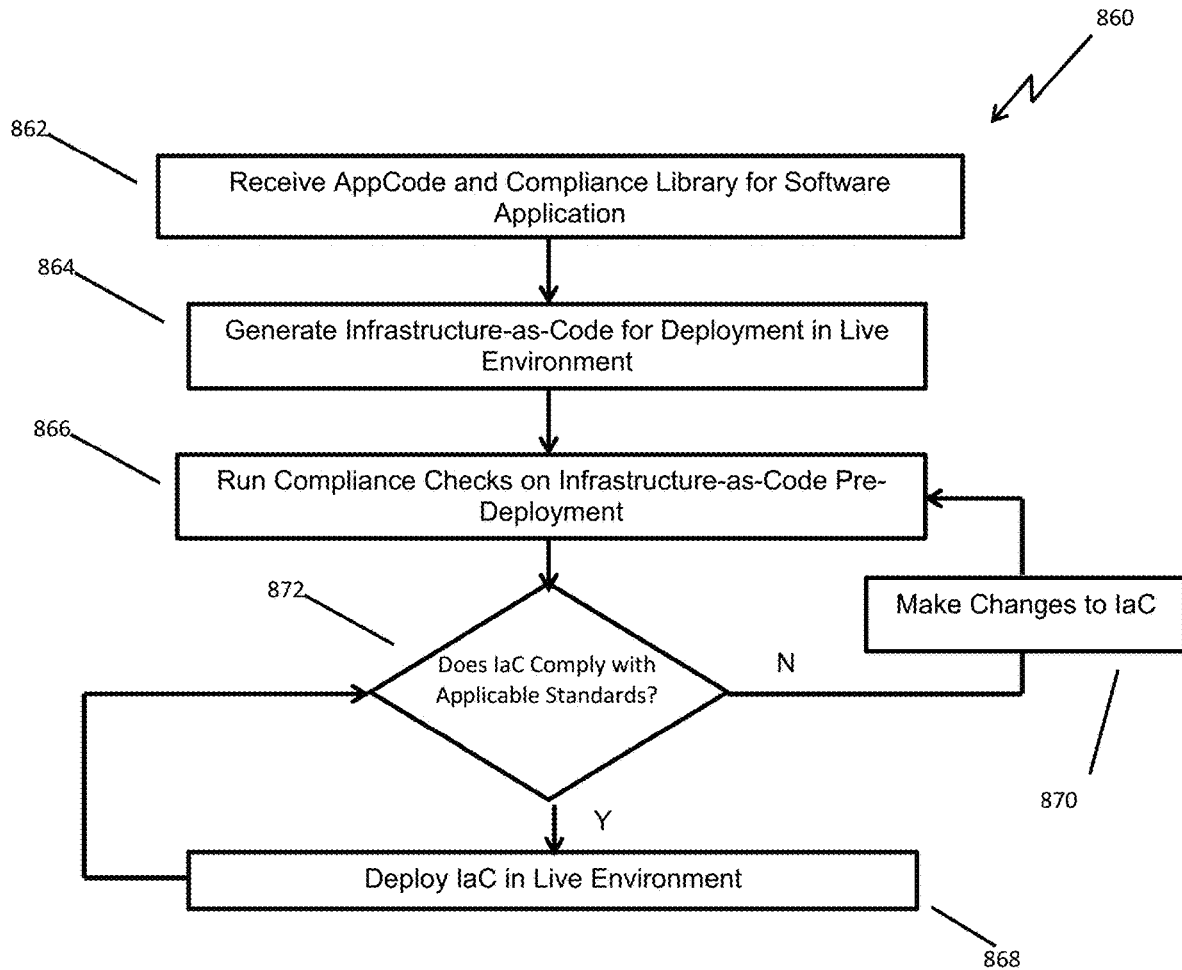 860
862
Receive AppCode and Compliance Library for Software
Application
864
Generate Infrastructure-as-Code for Deployment in Live
Environment
866
Run Compliance Checks on Infrastructure-as-Code Pre-
Deployment
872
Make Changes to IaC
Does IaC Comply with
Applicable Standards?
N
870
Y
Deploy IaC in Live Environment
868